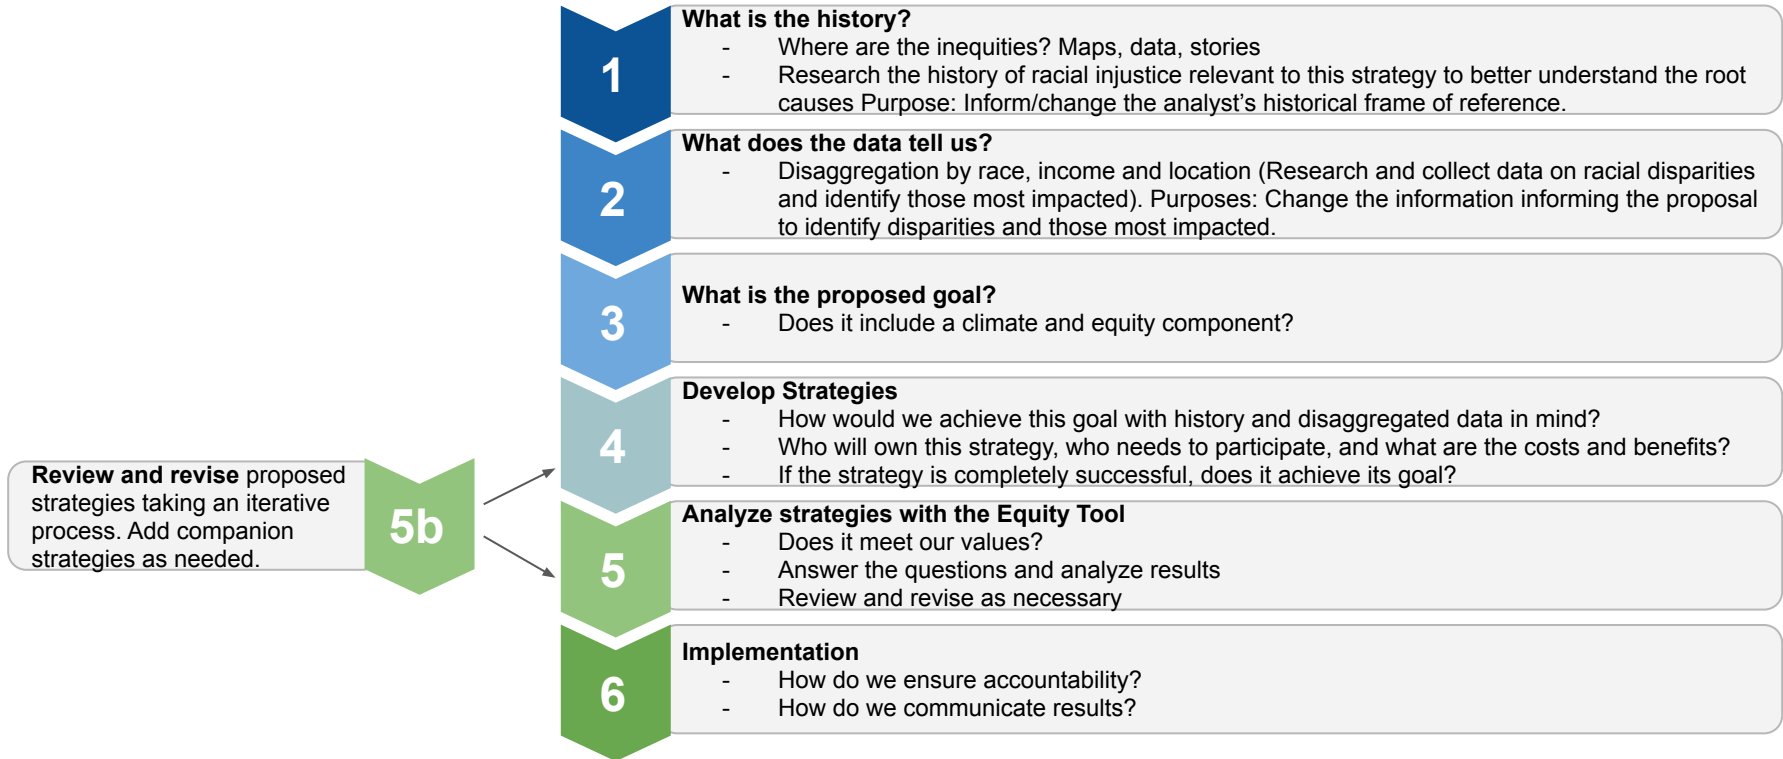 1
What is the history?
- Where are the inequities? Maps, data, stories
- Research the history of racial injustice relevant to this strategy to better understand the root
causes Purpose: Inform/change the analyst's historical frame of reference.
2
What does the data tell us?
- Disaggregation by race, income and location (Research and collect data on racial disparities
and identify those most impacted). Purposes: Change the information informing the proposal
to identify disparities and those most impacted.
3
What is the proposed goal?
- Does it include a climate and equity component?
4
Develop Strategies
- How would we achieve this goal with history and disaggregated data in mind?
- Who will own this strategy, who needs to participate, and what are the costs and benefits?
- If the strategy is completely successful, does it achieve its goal?
5
Analyze strategies with the Equity Tool
- Does it meet our values?
- Answer the questions and analyze results
- Review and revise as necessary
5b
Review and revise proposed
strategies taking an iterative
process. Add companion
strategies as needed.
6
Implementation
- How do we ensure accountability?
- How do we communicate results?